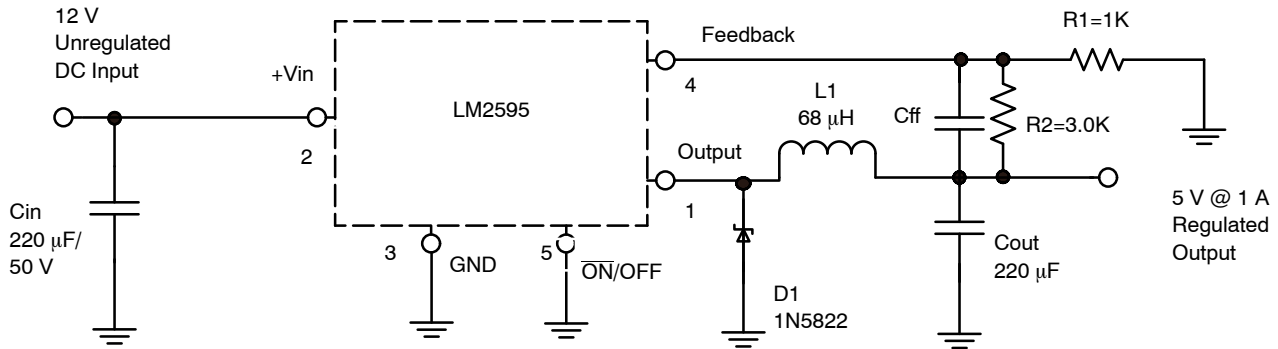 12 V
Unregulated
DC Input
+Vin
2
LM2595
Feedback
4
R1=1K
L1
68 μH
Cff
R2=3.0K
Output
1
5 V @ 1 A
Regulated
Output
Cin
220 μF/
50 V
3
GND
5
ON/OFF
D1
1N5822
Cout
220 μF